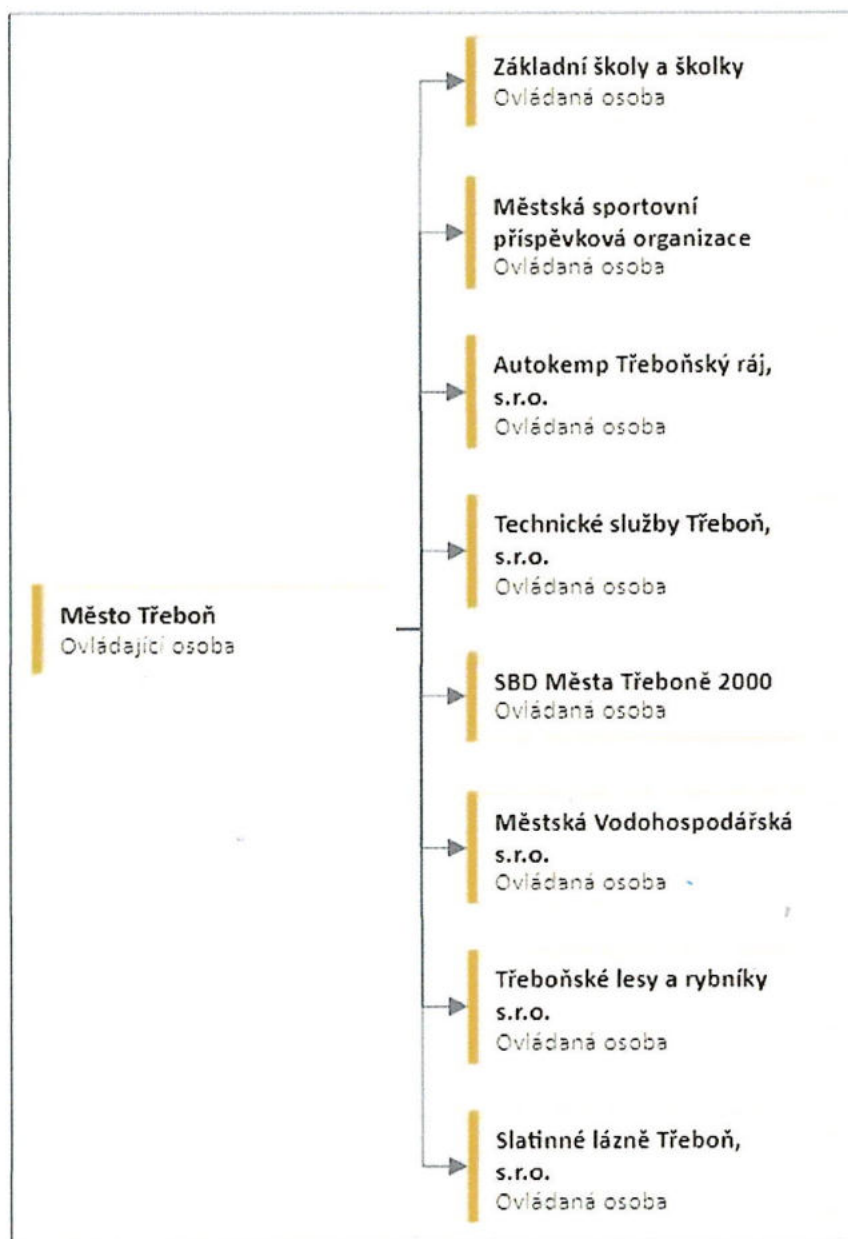 Základní školy a školky
Ovládaná osoba
Městská sportovní
příspěvková organizace
Ovládaná osoba
Autokemp Třeboňský ráj,
s.r.o.
Ovládaná osoba
Technické služby Třeboň,
s.r.o.
Ovládaná osoba
Město Třeboň
Ovládající osoba
SBD Města Třeboně 2000
Ovládaná osoba
Městská Vodohospodářská
s.r.o.
Ovládaná osoba
Třeboňské lesy a rybníky
s.r.o.
Ovládaná osoba
Slatinné lázně Třeboň,
s.r.o.
Ovládaná osoba